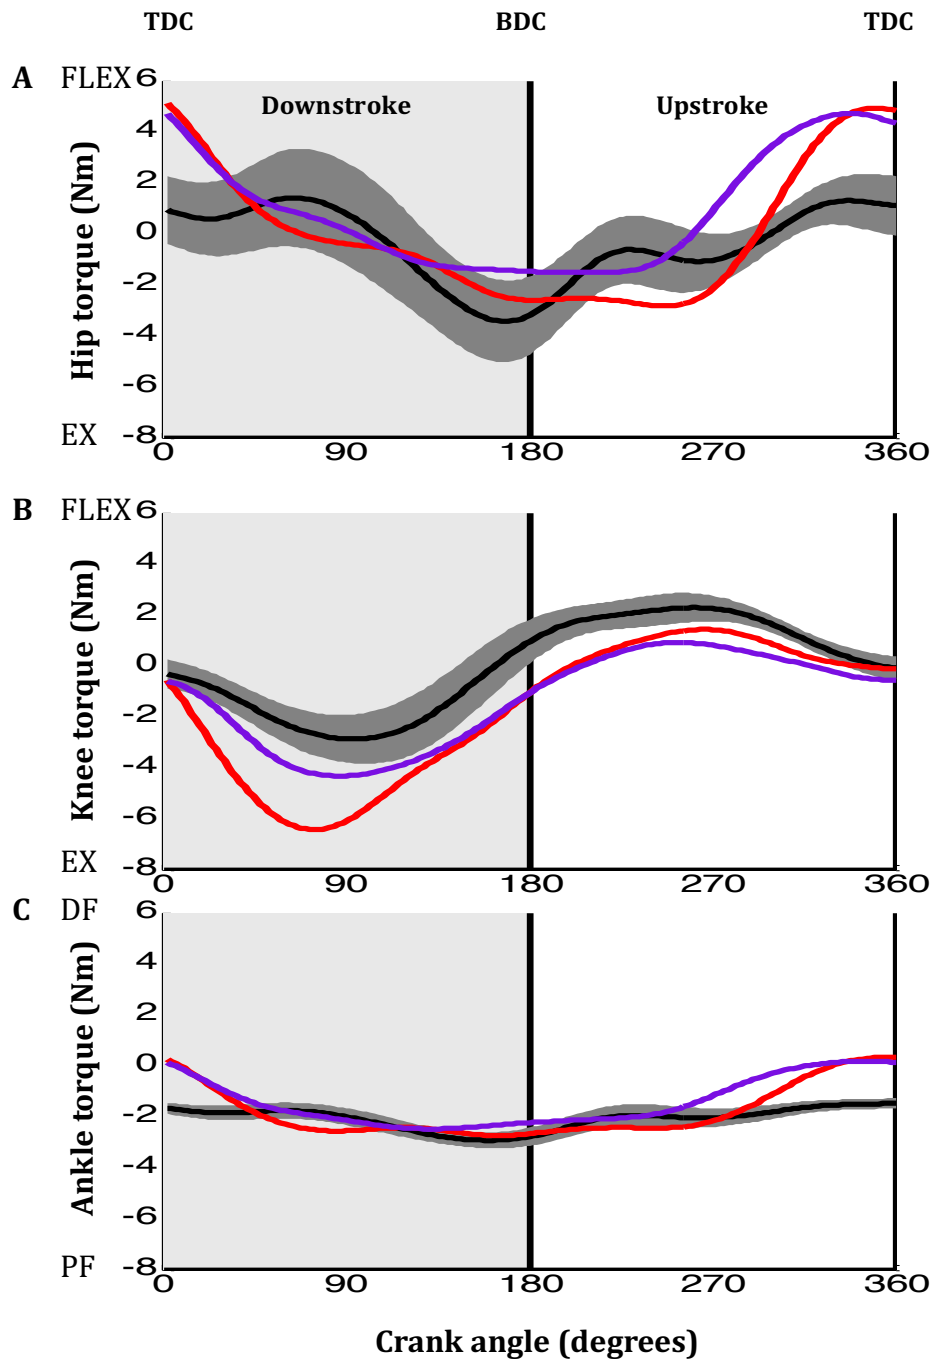 TDC BDC TDC
A FLEX 6
Downstroke Upstroke
4
2
0
-2
-4
-6
EX -8
Hip torque (Nm)
0 90 180 270 360
B FLEX 6
4
2
0
-2
-4
-6
EX -8
Knee torque (Nm)
0 90 180 270 360
C DF 6
4
2
0
-2
-4
-6
PF -8
Ankle torque (Nm)
0 90 180 270 360
Crank angle (degrees)